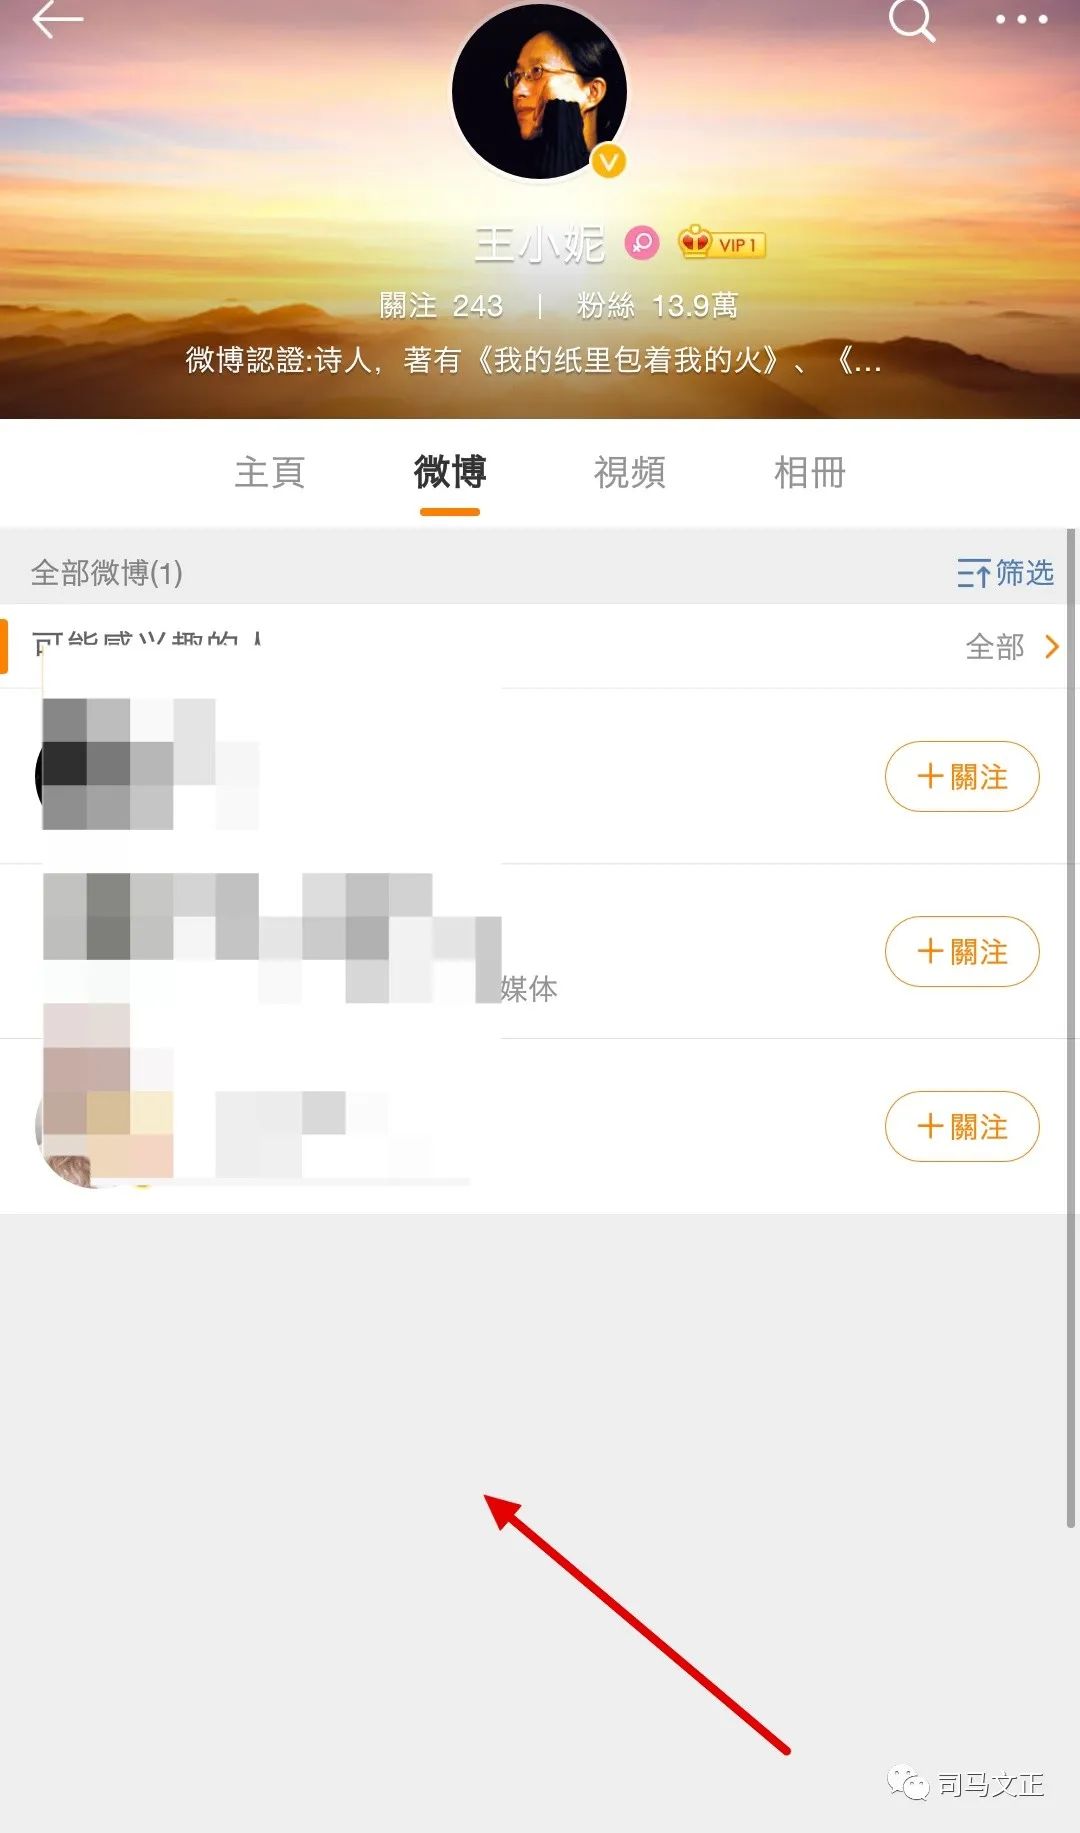 王小妮 VIP 1
關注 243 | 粉絲 13.9萬
微博認證:诗人，著有《我的纸里包着我的火》、《...
主頁 微博 視頻 相冊
全部微博(1) 筛选
可能感兴趣的人 全部
+關注
+關注
媒体
+關注
司马文正